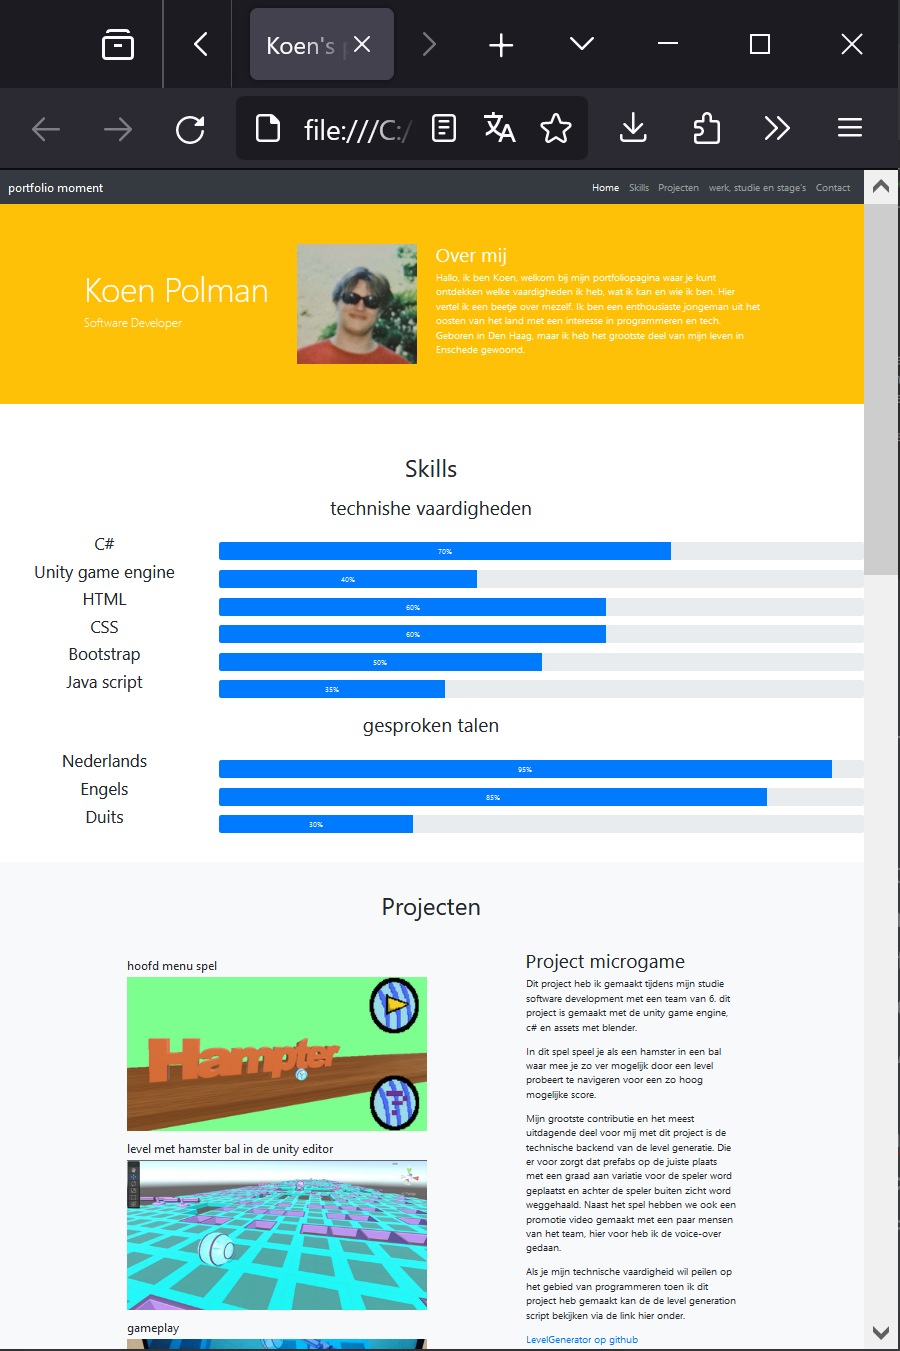 Koen's
file:///C:/
portfolio moment
Home Skills Projecten werk, studie en stage's Contact
Koen Polman
Software Developer
Over mij
Hallo, ik ben Koen, welkom bij mijn portfoliopagina waar je kunt
ontdekken welke vaardigheden ik heb, wat ik kan en wie ik ben. Hier
vertel ik een beetje over mezelf. Ik ben een enthousiaste jongeman uit het
oosten van het land met een interesse in programmeren en tech.
Geboren in Den Haag, maar ik heb het grootste deel van mijn leven in
Enschede gewoond.
Skills
technishe vaardigheden
C# 70%
Unity game engine 40%
HTML 60%
CSS 60%
Bootstrap 50%
Java script 35%
gesproken talen
Nederlands 95%
Engels 85%
Duits 30%
Projecten
hoofd menu spel
Hampter
?
level met hamster bal in de unity editor
gameplay
Project microgame
Dit project heb ik gemaakt tijdens mijn studie
software development met een team van 6. dit
project is gemaakt met de unity game engine,
c# en assets met blender.
In dit spel speel je als een hamster in een bal
waar mee je zo ver mogelijk door een level
probeert te navigeren voor een zo hoog
mogelijke score.
Mijn grootste contributie en het meest
uitdagende deel voor mij met dit project is de
technische backend van de level generatie. Die
er voor zorgt dat prefabs op de juiste plaats
met een graad aan variatie voor de speler word
geplaatst en achter de speler buiten zicht word
weggehaald. Naast het spel hebben we ook een
promotie video gemaakt met een paar mensen
van het team, hier voor heb ik de voice-over
gedaan.
Als je mijn technische vaardigheid wil peilen op
het gebied van programmeren toen ik dit
project heb gemaakt kan de de level generation
script bekijken via de link hier onder.
LevelGenerator op github